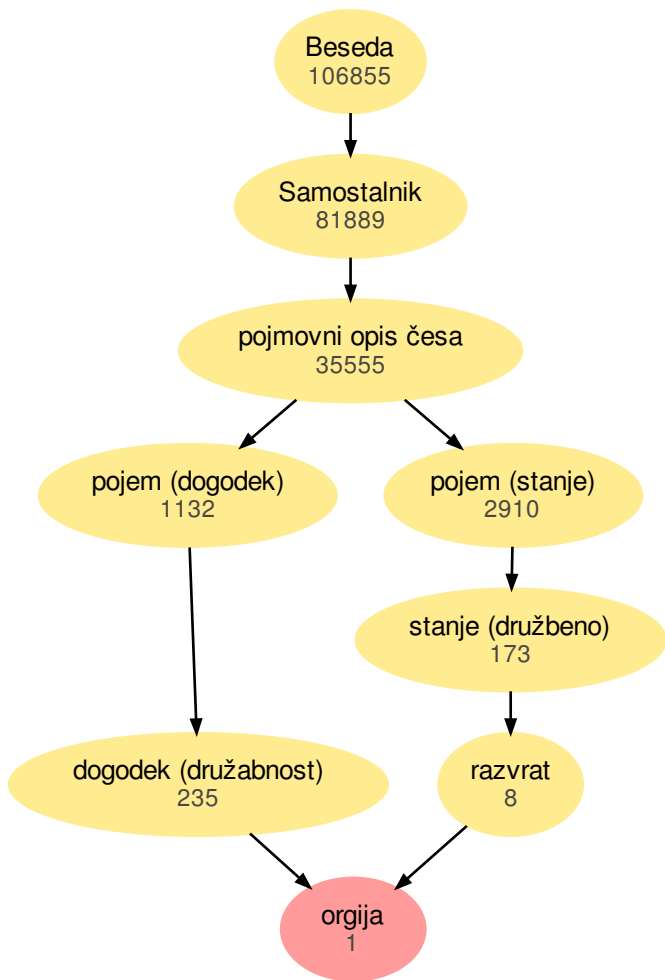 Beseda
106855
Samostalnik
81889
pojmovni opis česa
35555
pojem (dogodek)
1132
pojem (stanje)
2910
stanje (družbeno)
173
dogodek (družabnost)
235
razvrat
8
orgija
1